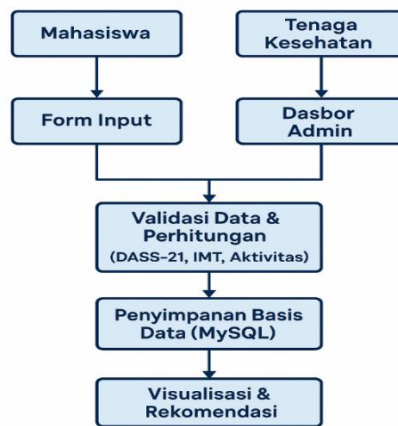 Mahasiswa
Tenaga
Kesehatan
Form Input
Dasbor
Admin
Validasi Data &
Perhitungan
(DASS-21, IMT, Aktivitas)
Penyimpanan Basis
Data (MySQL)
Visualisasi &
Rekomendasi